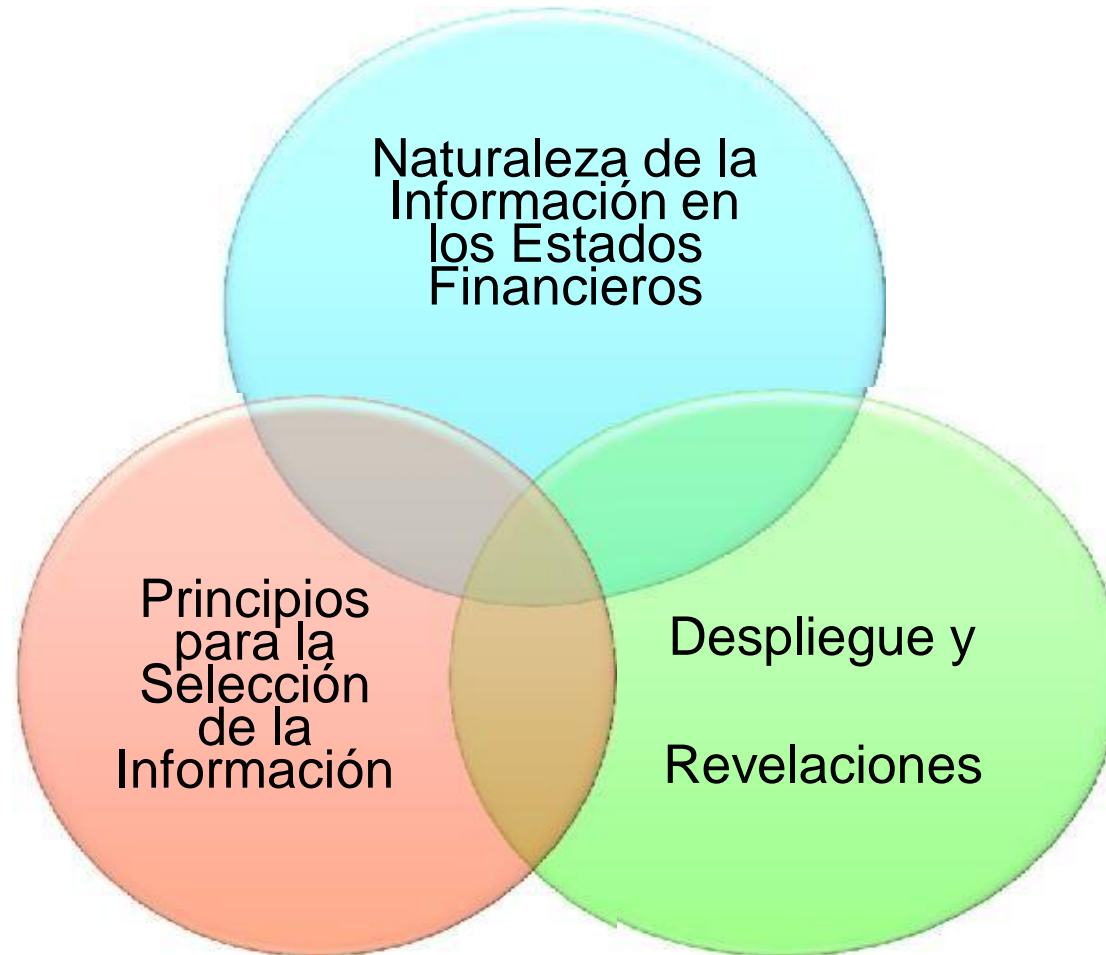 Naturaleza de la
Información en
los Estados
Financieros
Principios
para la
Selección
de la
Información
Despliegue y
Revelaciones